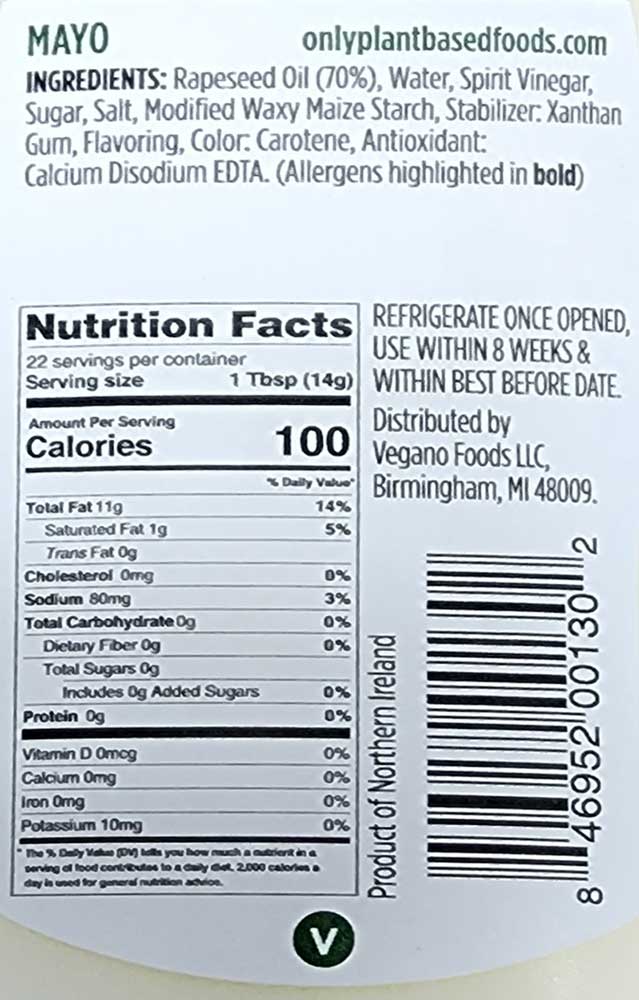 MAYO onlyplantbasedfoods.com
INGREDIENTS: Rapeseed Oil (70%), Water, Spirit Vinegar,
Sugar, Salt, Modified Waxy Maize Starch, Stabilizer: Xanthan
Gum, Flavoring, Color: Carotene, Antioxidant:
Calcium Disodium EDTA. (Allergens highlighted in bold)
Nutrition Facts
22 servings per container
Serving size 1 Tbsp (14g)
Amount Per Serving
Calories 100
% Daily Value*
Total Fat 11g 14%
Saturated Fat 1g 5%
Trans Fat 0g
Cholesterol 0mg 0%
Sodium 80mg 3%
Total Carbohydrate 0g 0%
Dietary Fiber 0g 0%
Total Sugars 0g
Includes 0g Added Sugars 0%
Protein 0g 0%
Vitamin D 0mcg 0%
Calcium 0mg 0%
Iron 0mg 0%
Potassium 10mg 0%
* The % Daily Value (DV) tells you how much a nutrient in a
serving of food contributes to a daily diet. 2,000 calories a
day is used for general nutrition advice.
REFRIGERATE ONCE OPENED,
USE WITHIN 8 WEEKS &
WITHIN BEST BEFORE DATE.
Distributed by
Vegano Foods LLC,
Birmingham, MI 48009.
Product of Northern Ireland
8 46952 00130 2
V